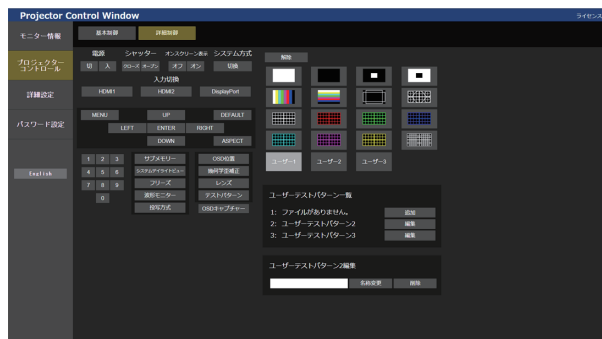 Projector Control Window
ライセンス
モニター情報
プロジェクターコントロール
詳細設定
パスワード設定
English
基本制御 詳細制御
電源 シャッター オンスクリーン表示 システム方式
切 入 クローズ オープン オフ オン 切換
入力切換
HDMI1 HDMI2 DisplayPort
MENU UP DEFAULT
LEFT ENTER RIGHT
DOWN ASPECT
1 2 3 サブメモリー OSD位置
4 5 6 システムデイライトビュー 幾何学歪補正
7 8 9 フリーズ レンズ
0 波形モニター テストパターン
投写方式 OSDキャプチャー
解除
ユーザー1 ユーザー2 ユーザー3
ユーザーテストパターン一覧
1: ファイルがありません。 追加
2: ユーザーテストパターン2 編集
3: ユーザーテストパターン3 編集
ユーザーテストパターン2編集
名称変更 削除